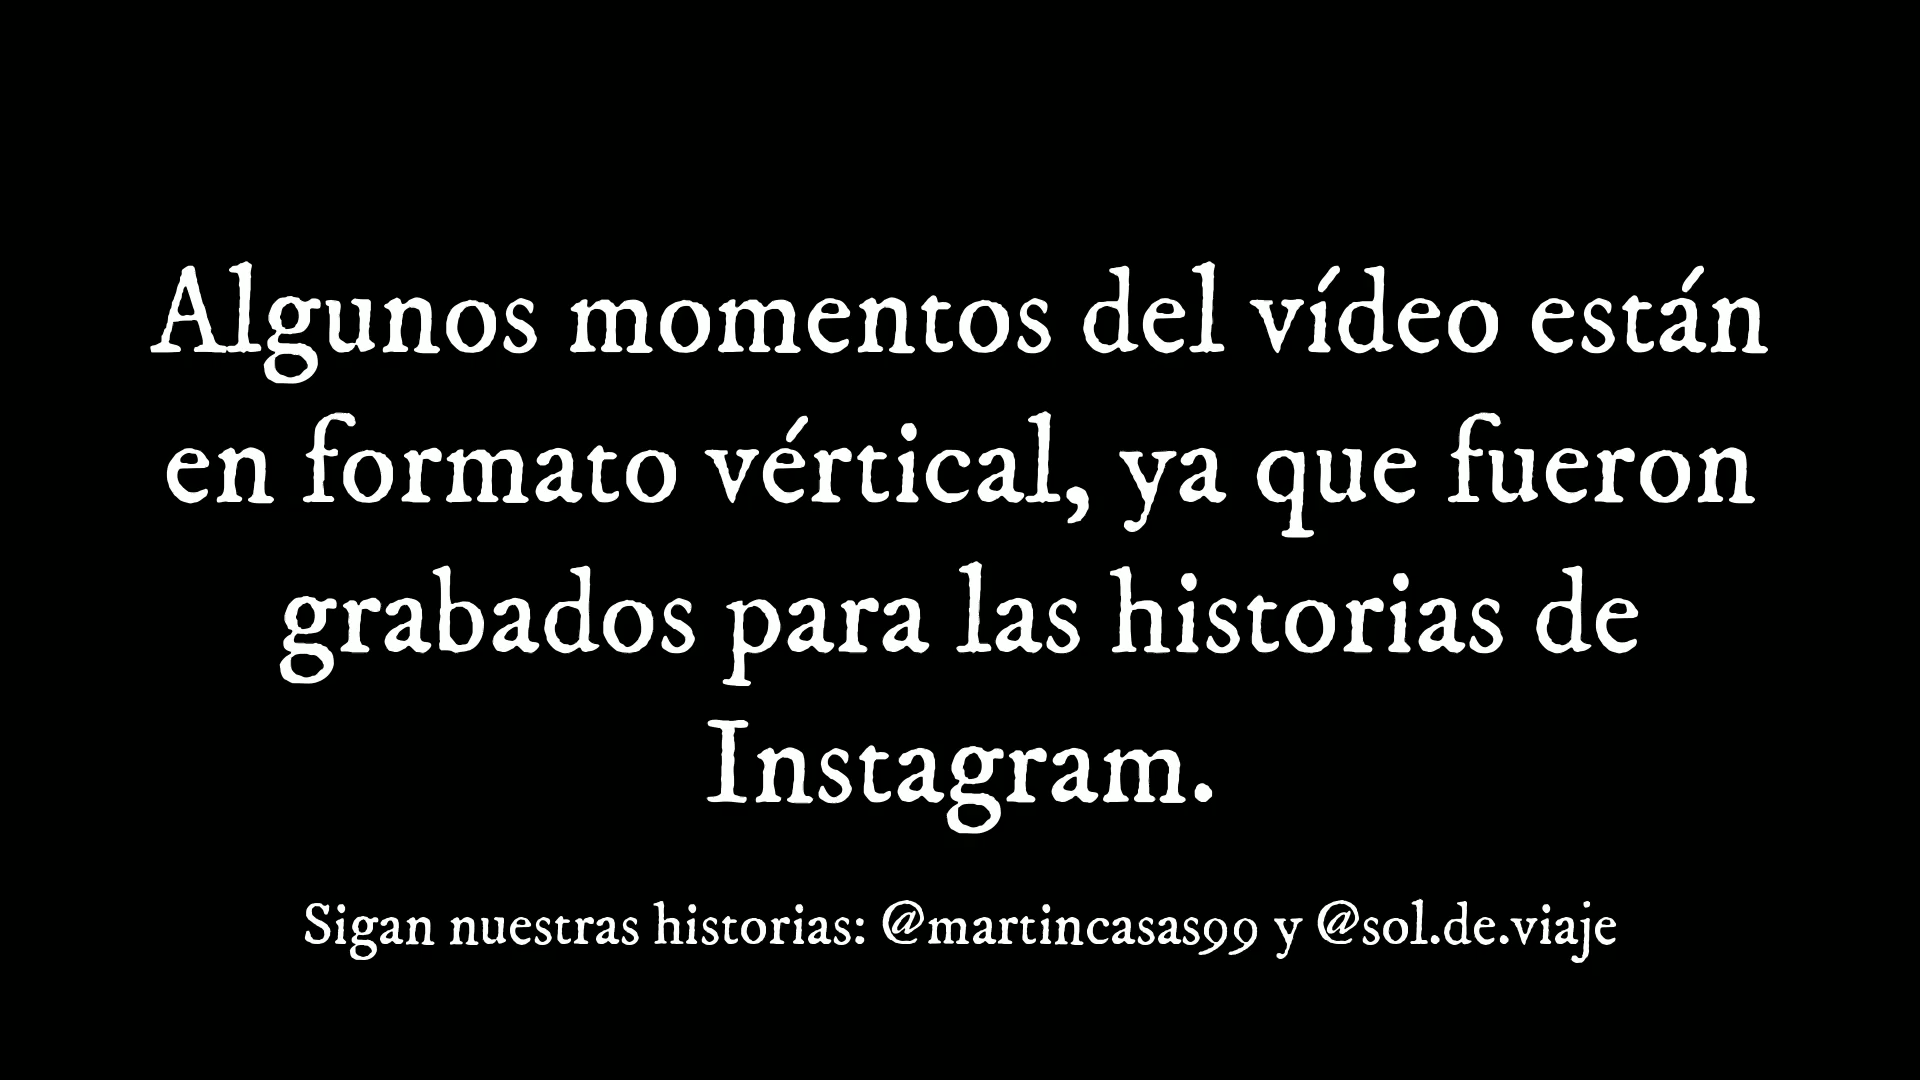 Algunos momentos del vídeo están
en formato vértical, ya que fueron
grabados para las historias de
Instagram.
Sigan nuestras historias: @martincasas99 y @sol.de.viaje